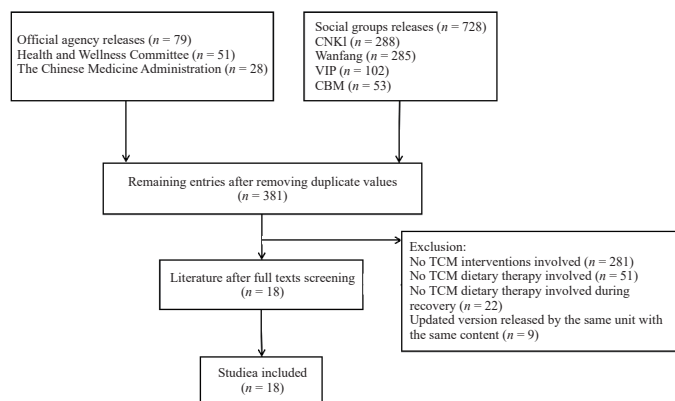 Official agency releases (n = 79)
Health and Wellness Committee (n = 51)
The Chinese Medicine Administration (n = 28)
Social groups releases (n = 728)
CNKl (n = 288)
Wanfang (n = 285)
VIP (n = 102)
CBM (n = 53)
Remaining entries after removing duplicate values
(n = 381)
Exclusion:
No TCM interventions involved (n = 281)
No TCM dietary therapy involved (n = 51)
No TCM dietary therapy involved during
recovery (n = 22)
Updated version released by the same unit with
the same content (n = 9)
Literature after full texts screening
(n = 18)
Studiea included
(n = 18)